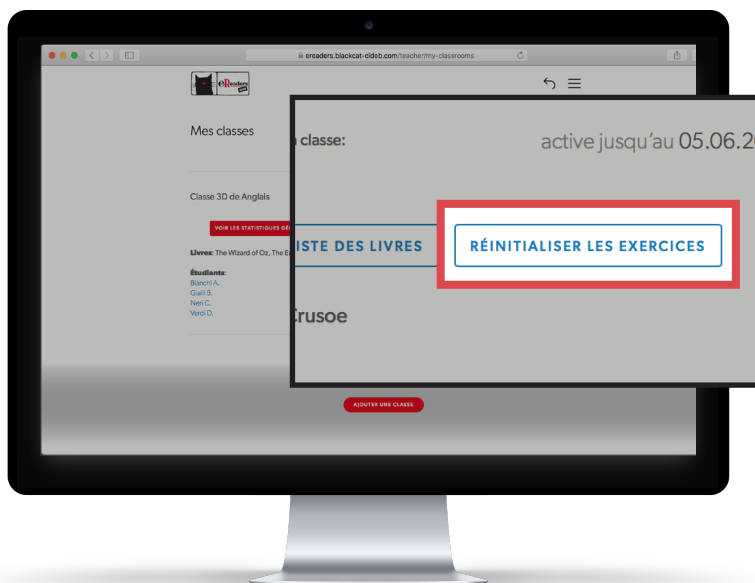 ereaders.blackcat-cideb.com/teacher/my-classrooms
eReaders
Mes classes
classe:
active jusqu'au 05.06.20
Classe 3D de Anglais
VOIR LES STATISTIQUES GÉ
ISTE DES LIVRES
RÉINITIALISER LES EXERCICES
Livres: The Wizard of Oz, The E
Étudiants:
Bianchi A.
Gialli B.
Neri C.
Verdi D.
Crusoe
AJOUTER UNE CLASSE